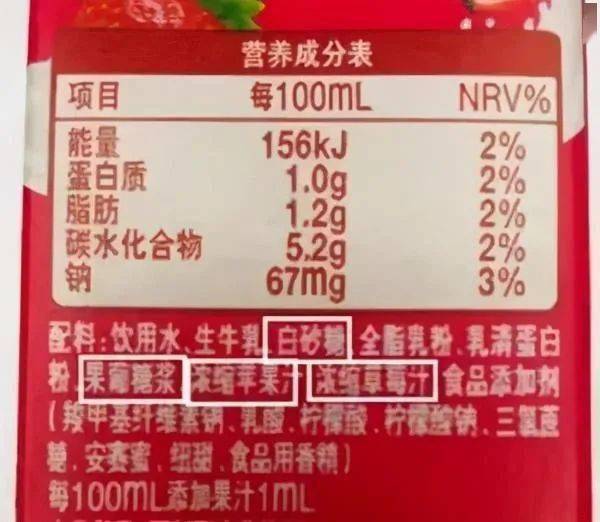 营养成分表
项目 每100mL NRV%
能量 156kJ 2%
蛋白质 1.0g 2%
脂肪 1.2g 2%
碳水化合物 5.2g 2%
钠 67mg 3%
配料:饮用水、生牛乳、白砂糖、全脂乳粉、乳清蛋白
粉、果葡糖浆、浓缩苹果汁、浓缩草莓汁、食品添加剂
(羧甲基纤维素钠、乳酸、柠檬酸、柠檬酸钠、三氯蔗
糖、安赛蜜、纽甜、食品用香精)
每100mL添加果汁1mL